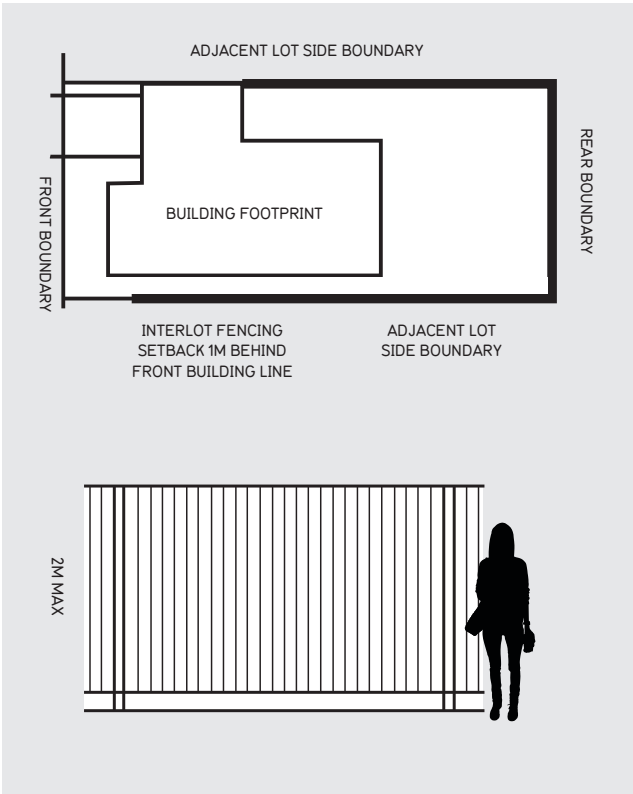 ADJACENT LOT SIDE BOUNDARY
FRONT BOUNDARY
BUILDING FOOTPRINT
REAR BOUNDARY
INTERLOT FENCING
SETBACK 1M BEHIND
FRONT BUILDING LINE
ADJACENT LOT
SIDE BOUNDARY
2M MAX